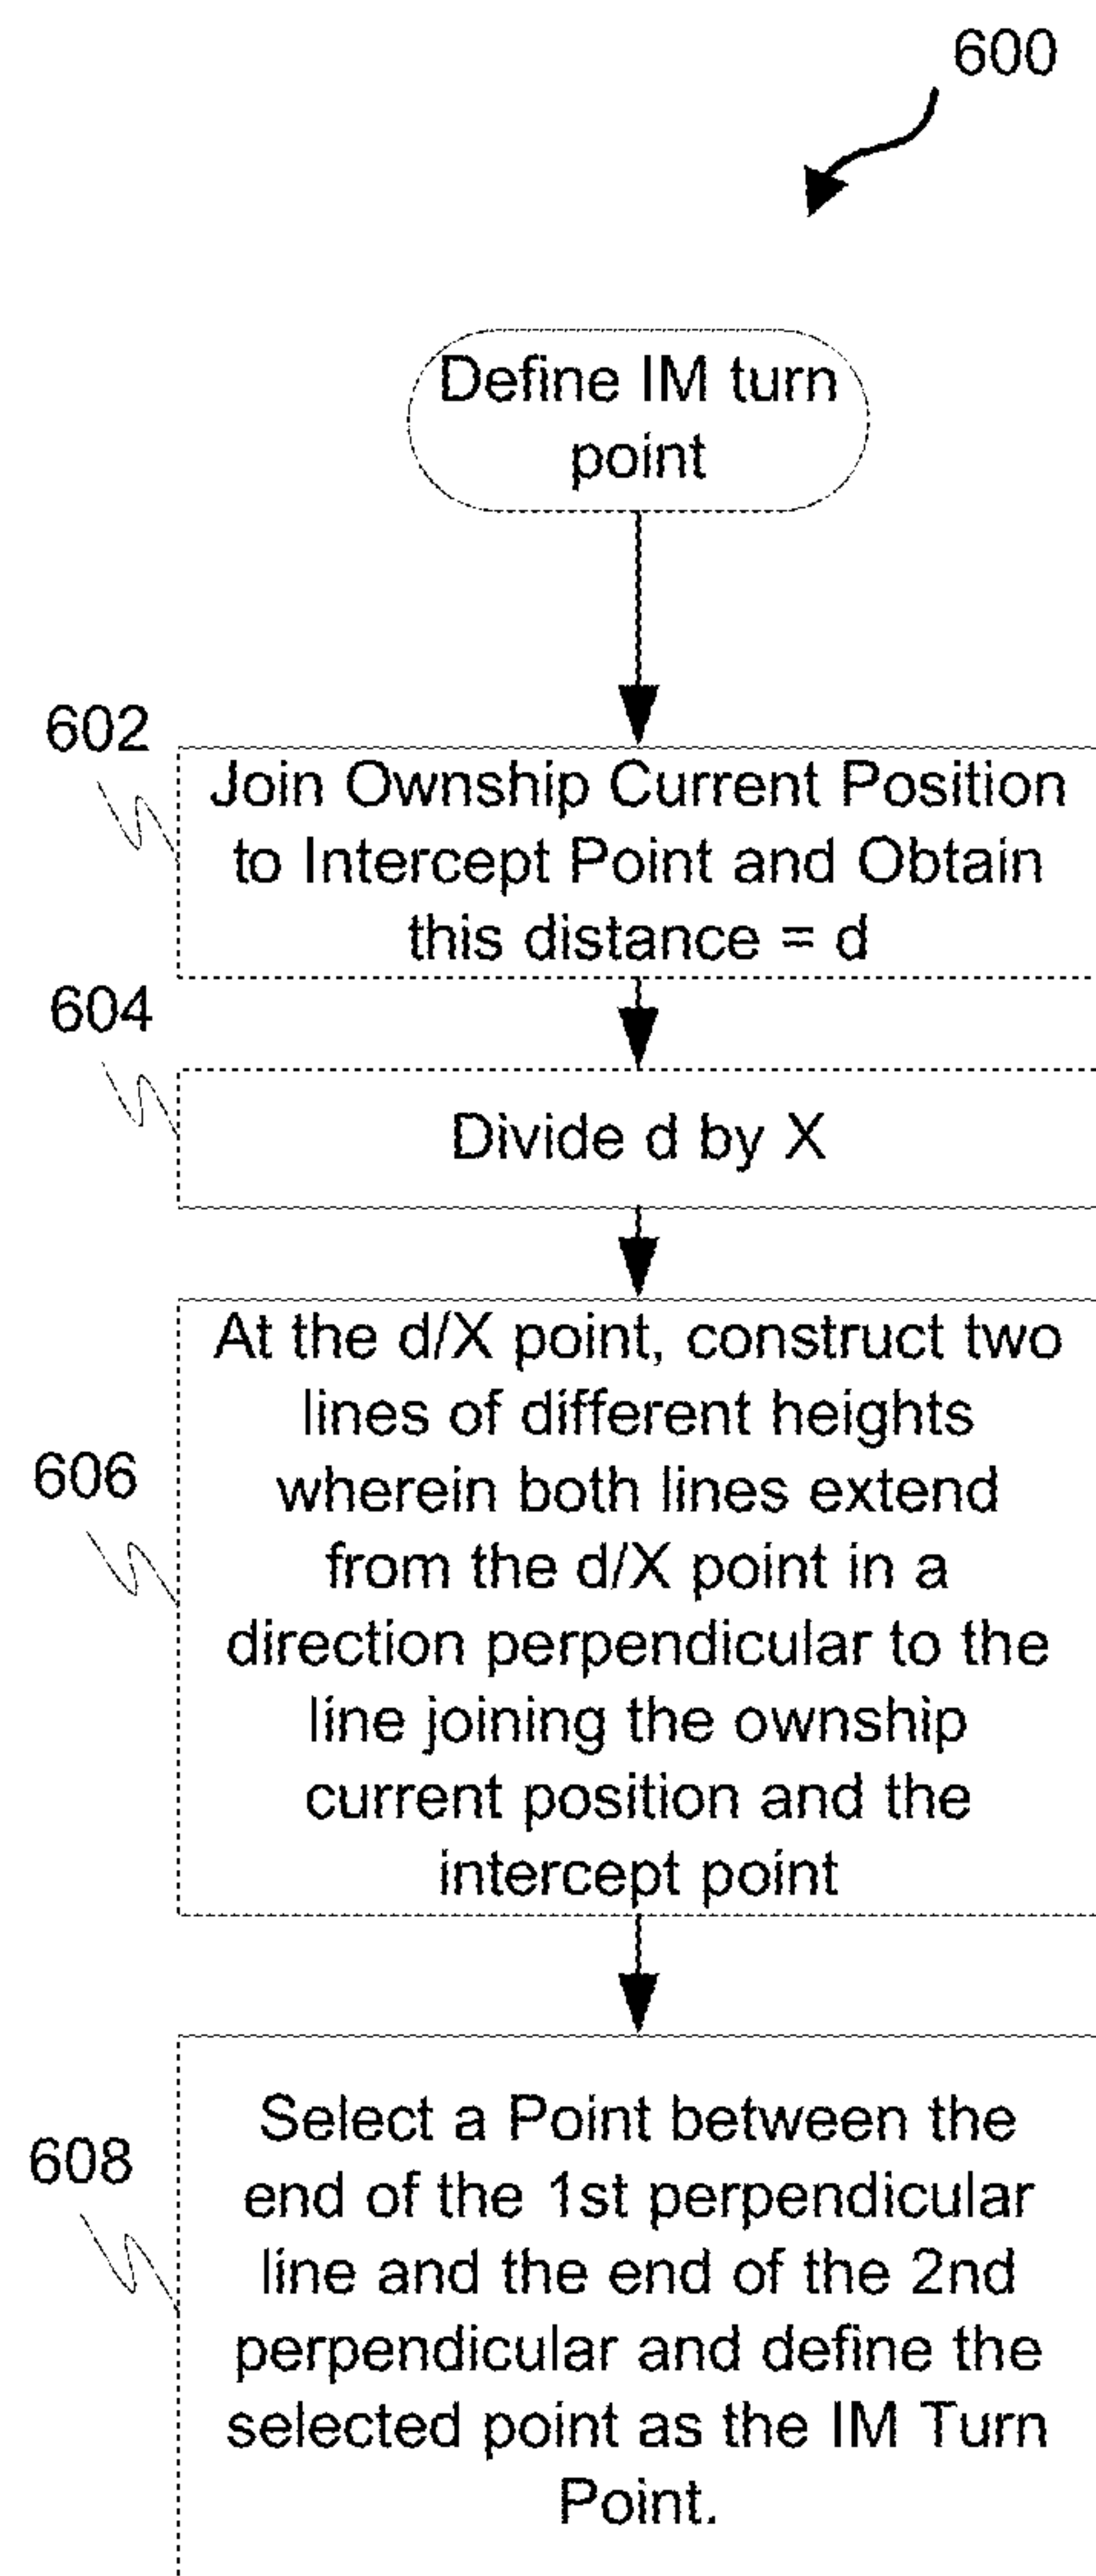 600
Define IM turn
point
602
Join Ownship Current Position
to Intercept Point and Obtain
this distance = d
604
Divide d by X
606
At the d/X point, construct two
lines of different heights
wherein both lines extend
from the d/X point in a
direction perpendicular to the
line joining the ownship
current position and the
intercept point
608
Select a Point between the
end of the 1st perpendicular
line and the end of the 2nd
perpendicular and define the
selected point as the IM Turn
Point.